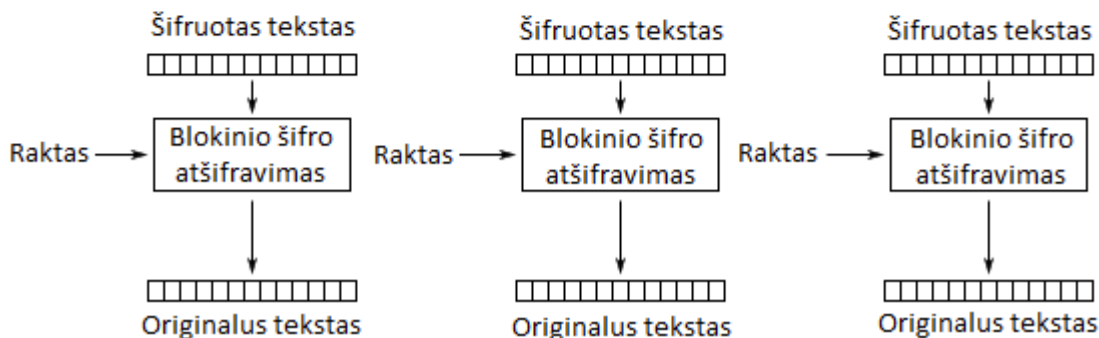 Šifruotas tekstas
Šifruotas tekstas
Šifruotas tekstas
Raktas
Blokinio šifro
atšifravimas
Raktas
Blokinio šifro
atšifravimas
Raktas
Blokinio šifro
atšifravimas
Originalus tekstas
Originalus tekstas
Originalus tekstas